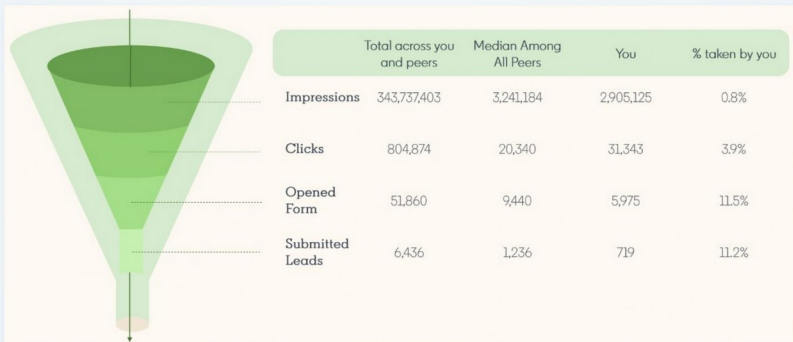 Total across you and peers Median Among All Peers You % taken by you
Impressions 343,737,403 3,241,184 2,905,125 0.8%
Clicks 804,874 20,340 31,343 3.9%
Opened Form 51,860 9,440 5,975 11.5%
Submitted Leads 6,436 1,236 719 11.2%